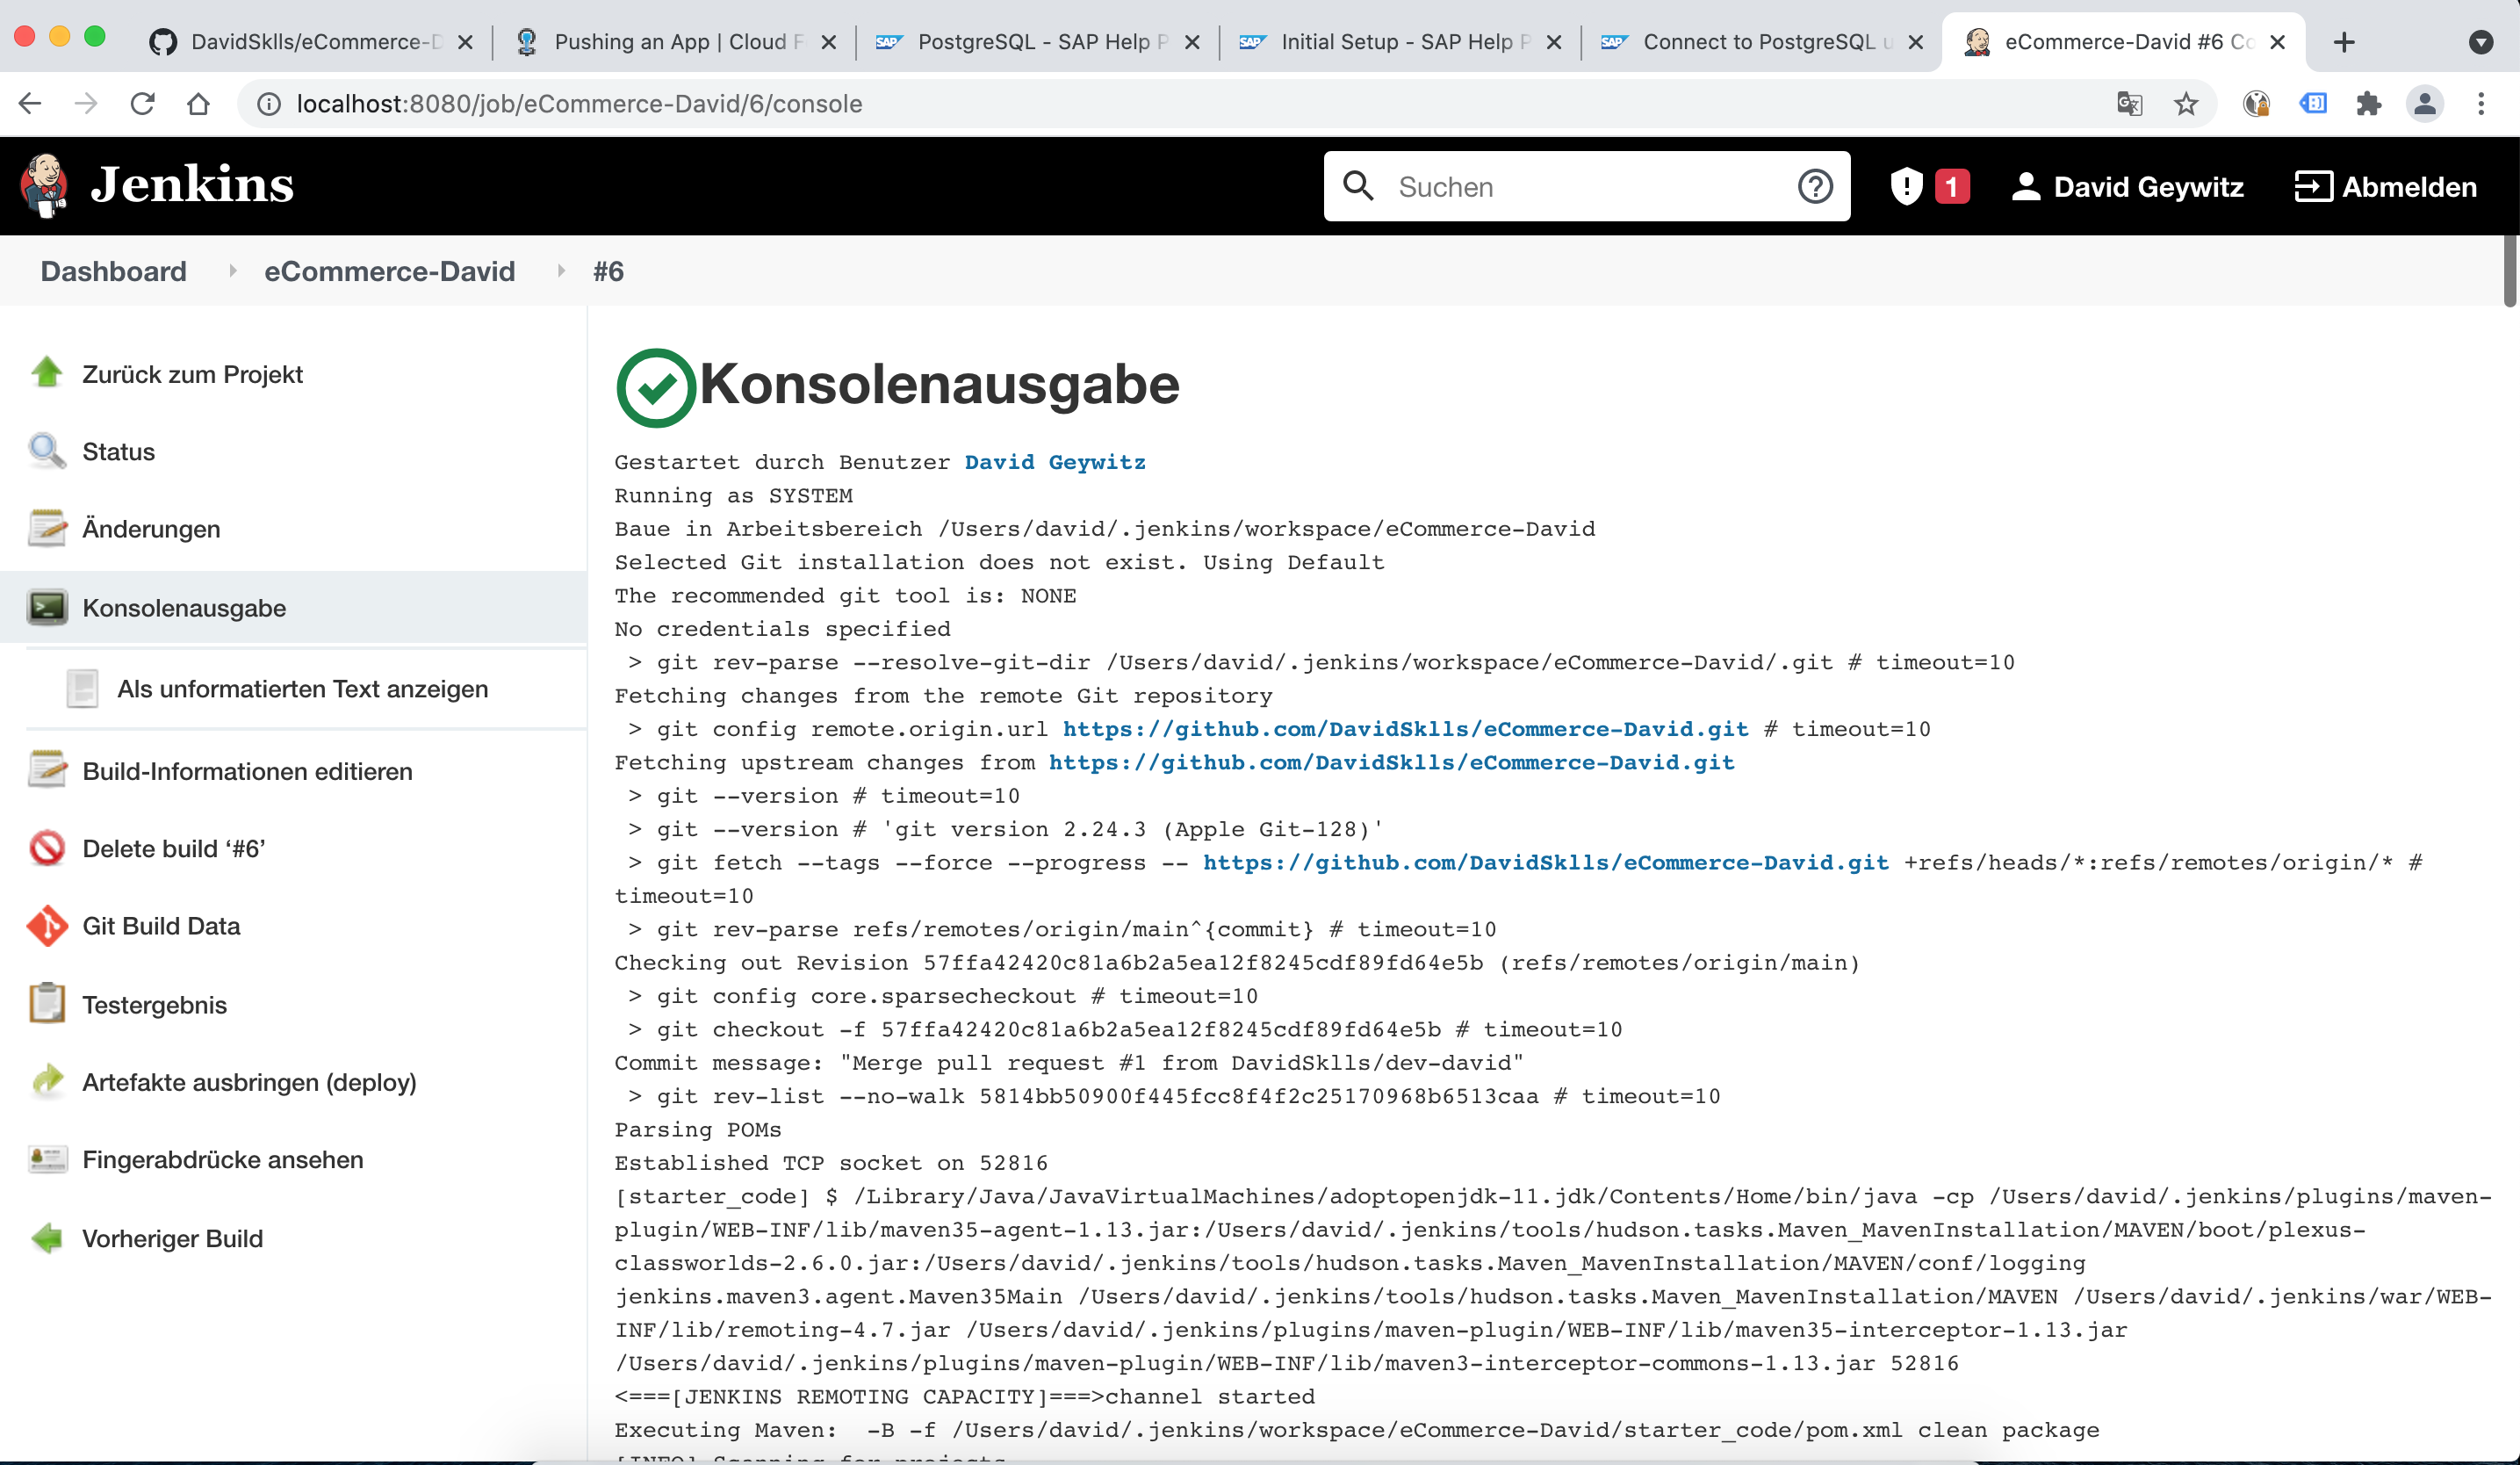 DavidSklls/eCommerce-D
Pushing an App | Cloud F
PostgreSQL - SAP Help P
Initial Setup - SAP Help P
Connect to PostgreSQL u
eCommerce-David #6 Co
localhost:8080/job/eCommerce-David/6/console
Jenkins
Suchen
1
David Geywitz
Abmelden
Dashboard
eCommerce-David
#6
Zurück zum Projekt
Status
Änderungen
Konsolenausgabe
Als unformatierten Text anzeigen
Build-Informationen editieren
Delete build ‘#6’
Git Build Data
Testergebnis
Artefakte ausbringen (deploy)
Fingerabdrücke ansehen
Vorheriger Build
Konsolenausgabe
Gestartet durch Benutzer David Geywitz
Running as SYSTEM
Baue in Arbeitsbereich /Users/david/.jenkins/workspace/eCommerce-David
Selected Git installation does not exist. Using Default
The recommended git tool is: NONE
No credentials specified
> git rev-parse --resolve-git-dir /Users/david/.jenkins/workspace/eCommerce-David/.git # timeout=10
Fetching changes from the remote Git repository
> git config remote.origin.url https://github.com/DavidSklls/eCommerce-David.git # timeout=10
Fetching upstream changes from https://github.com/DavidSklls/eCommerce-David.git
> git --version # timeout=10
> git --version # 'git version 2.24.3 (Apple Git-128)'
> git fetch --tags --force --progress -- https://github.com/DavidSklls/eCommerce-David.git +refs/heads/*:refs/remotes/origin/* #
timeout=10
> git rev-parse refs/remotes/origin/main^{commit} # timeout=10
Checking out Revision 57ffa42420c81a6b2a5ea12f8245cdf89fd64e5b (refs/remotes/origin/main)
> git config core.sparsecheckout # timeout=10
> git checkout -f 57ffa42420c81a6b2a5ea12f8245cdf89fd64e5b # timeout=10
Commit message: "Merge pull request #1 from DavidSklls/dev-david"
> git rev-list --no-walk 5814bb50900f445fcc8f4f2c25170968b6513caa # timeout=10
Parsing POMs
Established TCP socket on 52816
[starter_code] $ /Library/Java/JavaVirtualMachines/adoptopenjdk-11.jdk/Contents/Home/bin/java -cp /Users/david/.jenkins/plugins/maven-
plugin/WEB-INF/lib/maven35-agent-1.13.jar:/Users/david/.jenkins/tools/hudson.tasks.Maven_MavenInstallation/MAVEN/boot/plexus-
classworlds-2.6.0.jar:/Users/david/.jenkins/tools/hudson.tasks.Maven_MavenInstallation/MAVEN/conf/logging
jenkins.maven3.agent.Maven35Main /Users/david/.jenkins/tools/hudson.tasks.Maven_MavenInstallation/MAVEN /Users/david/.jenkins/war/WEB-
INF/lib/remoting-4.7.jar /Users/david/.jenkins/plugins/maven-plugin/WEB-INF/lib/maven35-interceptor-1.13.jar
/Users/david/.jenkins/plugins/maven-plugin/WEB-INF/lib/maven3-interceptor-commons-1.13.jar 52816
<===[JENKINS REMOTING CAPACITY]===>channel started
Executing Maven:  -B -f /Users/david/.jenkins/workspace/eCommerce-David/starter_code/pom.xml clean package
[INFO] Scanning for projects